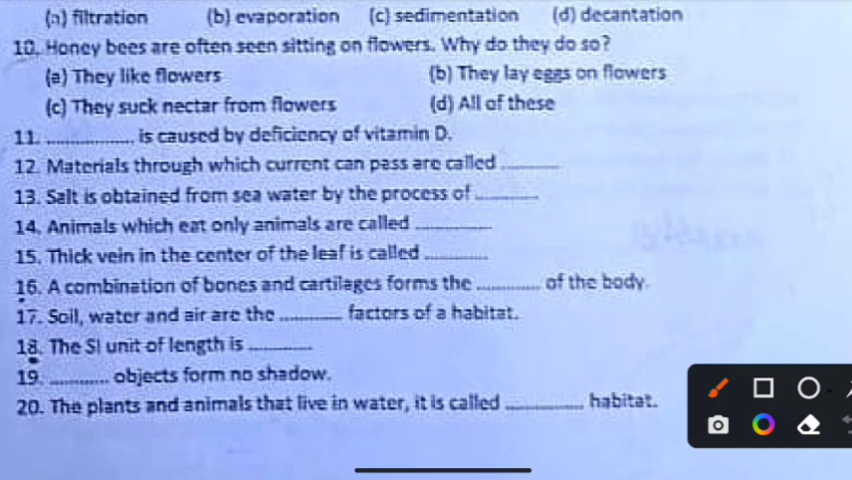 (a) filtration (b) evaporation (c) sedimentation (d) decantation
10. Honey bees are often seen sitting on flowers. Why do they do so?
(a) They like flowers (b) They lay eggs on flowers
(c) They suck nectar from flowers (d) All of these
11. .................. is caused by deficiency of vitamin D.
12. Materials through which current can pass are called ............
13. Salt is obtained from sea water by the process of .............
14. Animals which eat only animals are called ................
15. Thick vein in the center of the leaf is called .............
16. A combination of bones and cartilages forms the ............. of the body.
17. Soil, water and air are the ............. factors of a habitat.
18. The SI unit of length is .............
19. ............. objects form no shadow.
20. The plants and animals that live in water, it is called ................ habitat.